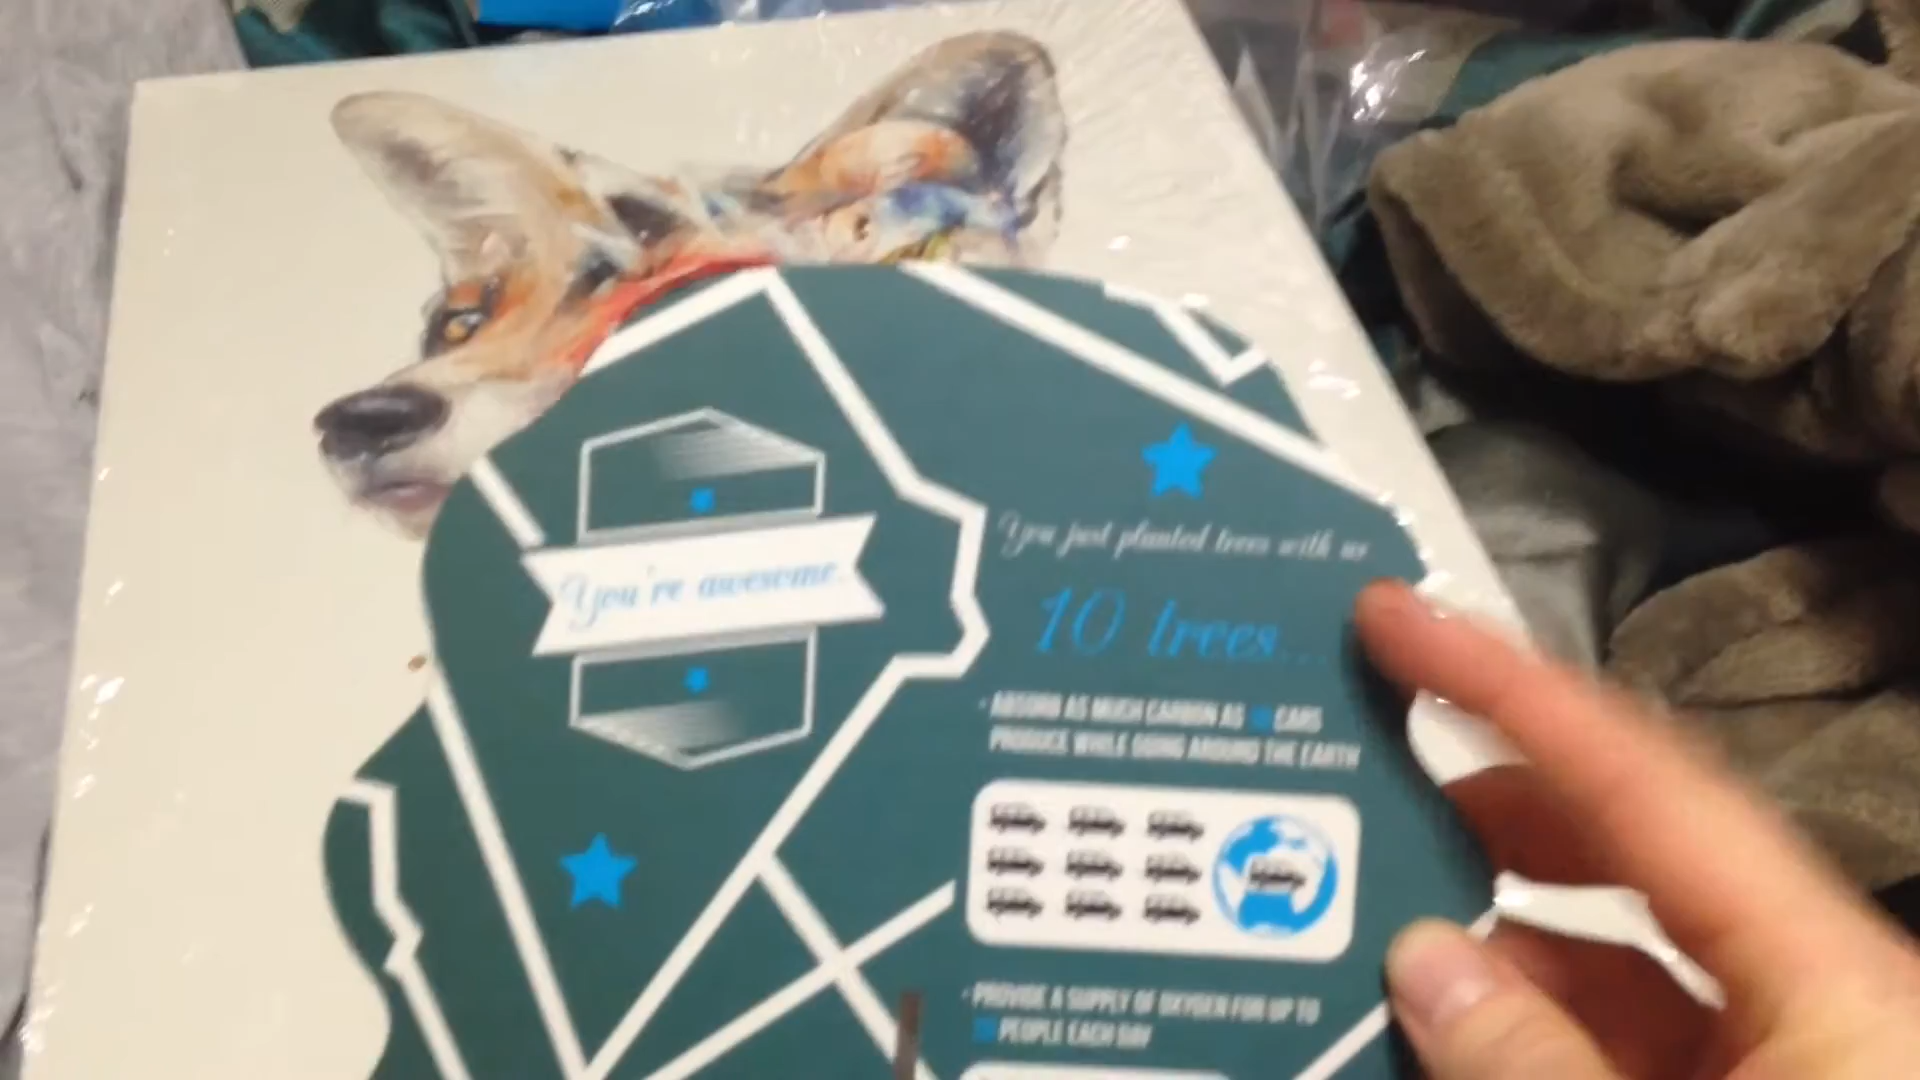 You're awesome.
You just planted trees with us
10 trees...
- ABSORB AS MUCH CARBON AS CARS
PRODUCE WHILE GOING AROUND THE EARTH
- PROVIDE A SUPPLY OF OXYGEN FOR UP TO
PEOPLE EACH DAY